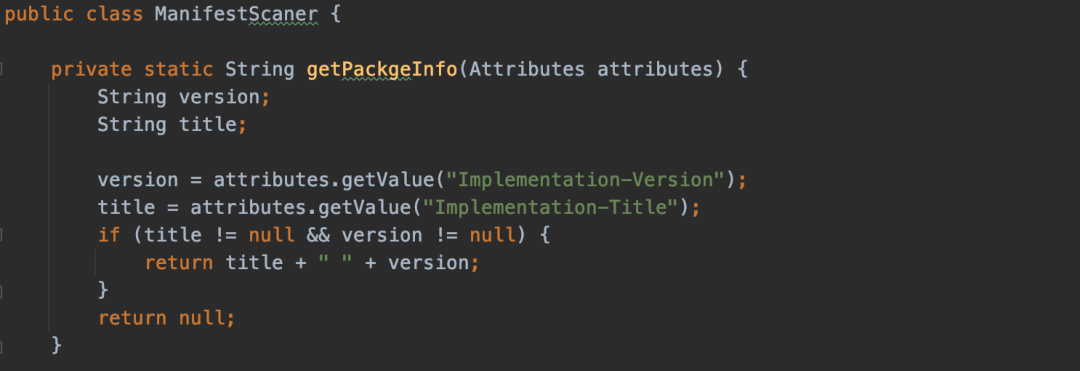 public class ManifestScaner {
private static String getPackgeInfo(Attributes attributes) {
String version;
String title;
version = attributes.getValue("Implementation-Version");
title = attributes.getValue("Implementation-Title");
if (title != null && version != null) {
return title + " " + version;
}
return null;
}